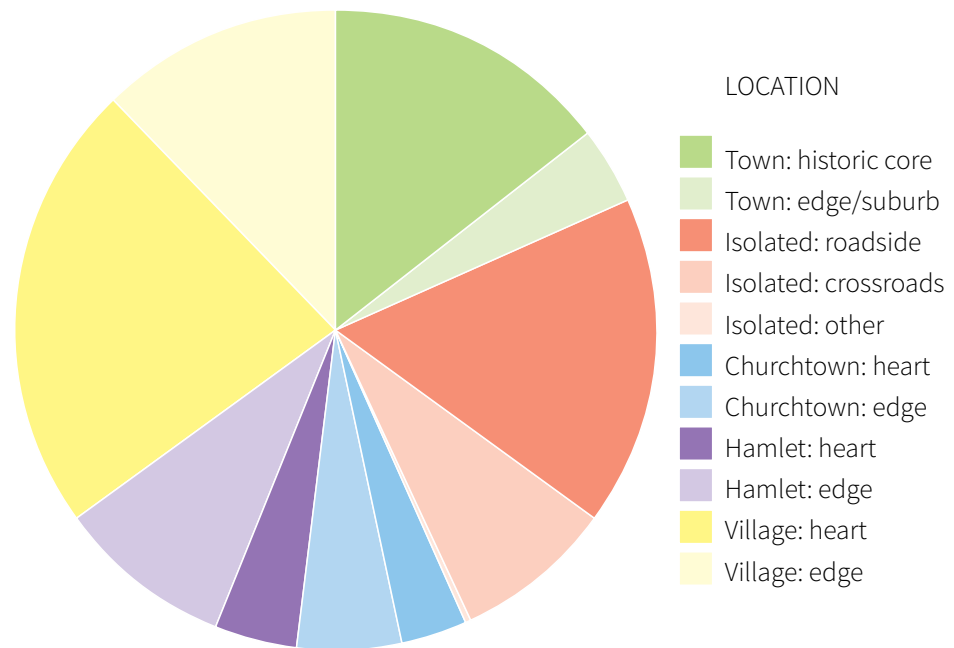 LOCATION
Town: historic core
Town: edge/suburb
Isolated: roadside
Isolated: crossroads
Isolated: other
Churchtown: heart
Churchtown: edge
Hamlet: heart
Hamlet: edge
Village: heart
Village: edge